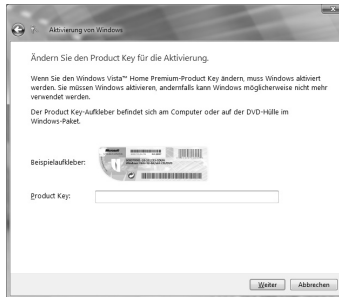 Aktivierung von Windows
Ändern Sie den Product Key für die Aktivierung.
Wenn Sie den Windows Vista™ Home Premium-Product Key ändern, muss Windows aktiviert
werden. Sie müssen Windows aktivieren, andernfalls kann Windows möglicherweise nicht mehr
verwendet werden.
Der Product Key-Aufkleber befindet sich am Computer oder auf der DVD-Hülle im
Windows-Paket.
Beispielaufkleber:
Product Key:
Weiter Abbrechen